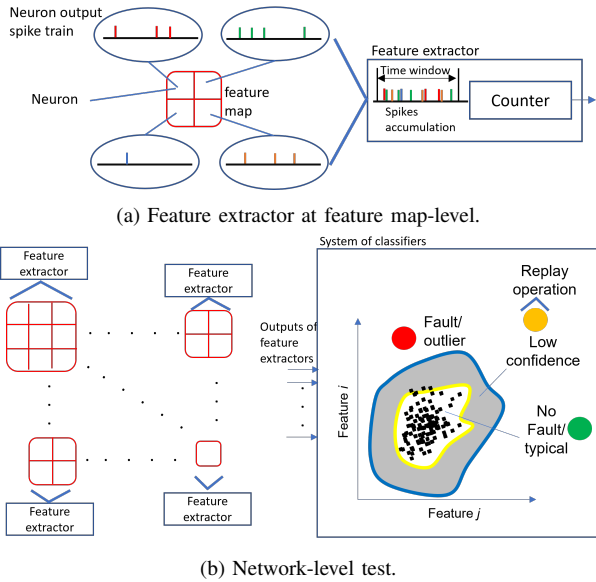 Neuron output
spike train
Neuron
feature
map
Feature extractor
Time window
Spikes
accumulation
Counter
(a) Feature extractor at feature map-level.
Feature
extractor
Feature
extractor
Feature
extractor
Feature
extractor
Outputs of
feature
extractors
System of classifiers
Replay
operation
Fault/
outlier
Low
confidence
No
Fault/
typical
Feature i
Feature j
(b) Network-level test.